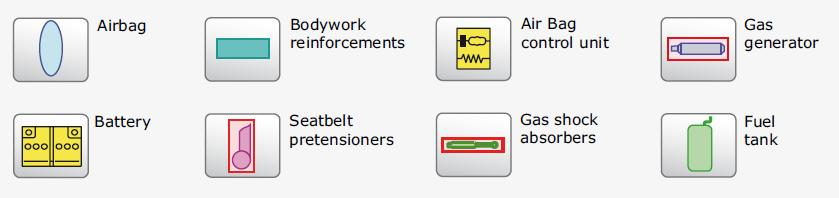 Airbag
Bodywork
reinforcements
Air Bag
control unit
Gas
generator
Battery
Seatbelt
pretensioners
Gas shock
absorbers
Fuel
tank